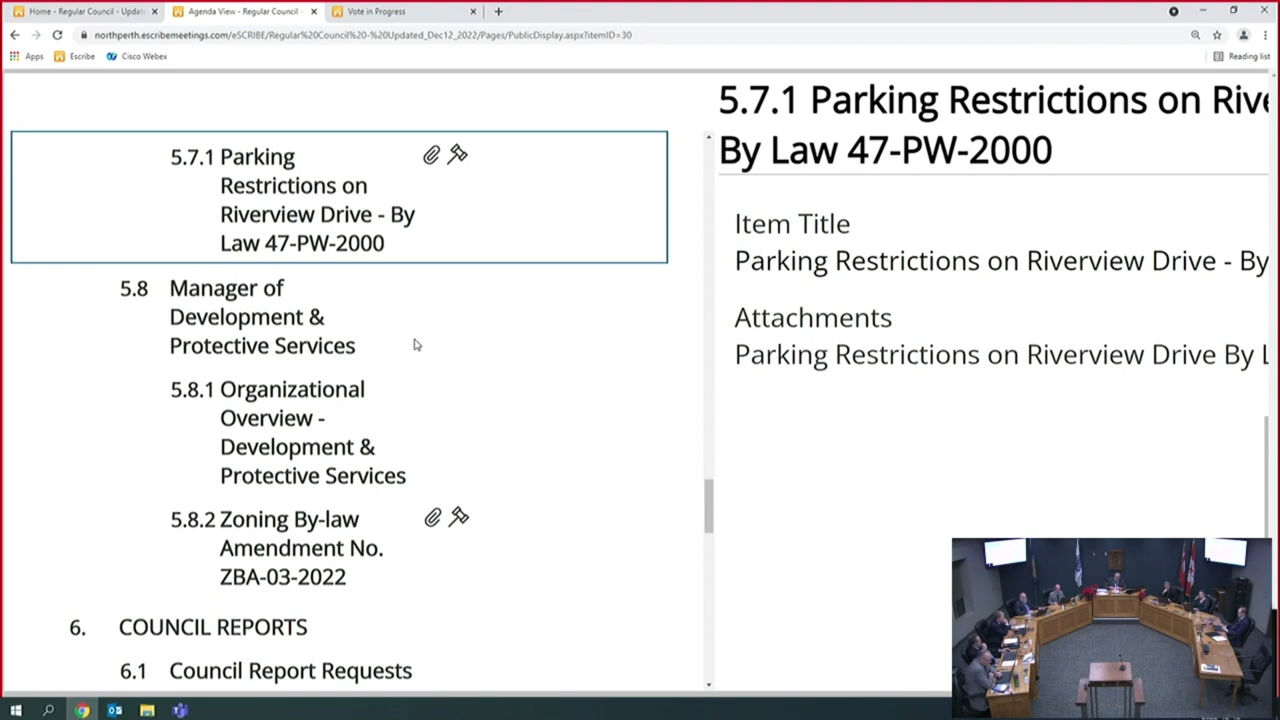 Home - Regular Council - Updat
Agenda View - Regular Council -
Vote in Progress
northperth.escribemeetings.com/eSCRIBE/Regular%20Council%20-%20Updated_Dec12_2022/Pages/PublicDisplay.aspx?itemID=30
Apps
Escribe
Cisco Webex
Reading list
5.7.1 Parking
Restrictions on
Riverview Drive - By
Law 47-PW-2000
5.8 Manager of
Development &
Protective Services
5.8.1 Organizational
Overview -
Development &
Protective Services
5.8.2 Zoning By-law
Amendment No.
ZBA-03-2022
6. COUNCIL REPORTS
6.1 Council Report Requests
5.7.1 Parking Restrictions on Rive
By Law 47-PW-2000
Item Title
Parking Restrictions on Riverview Drive - By
Attachments
Parking Restrictions on Riverview Drive By L